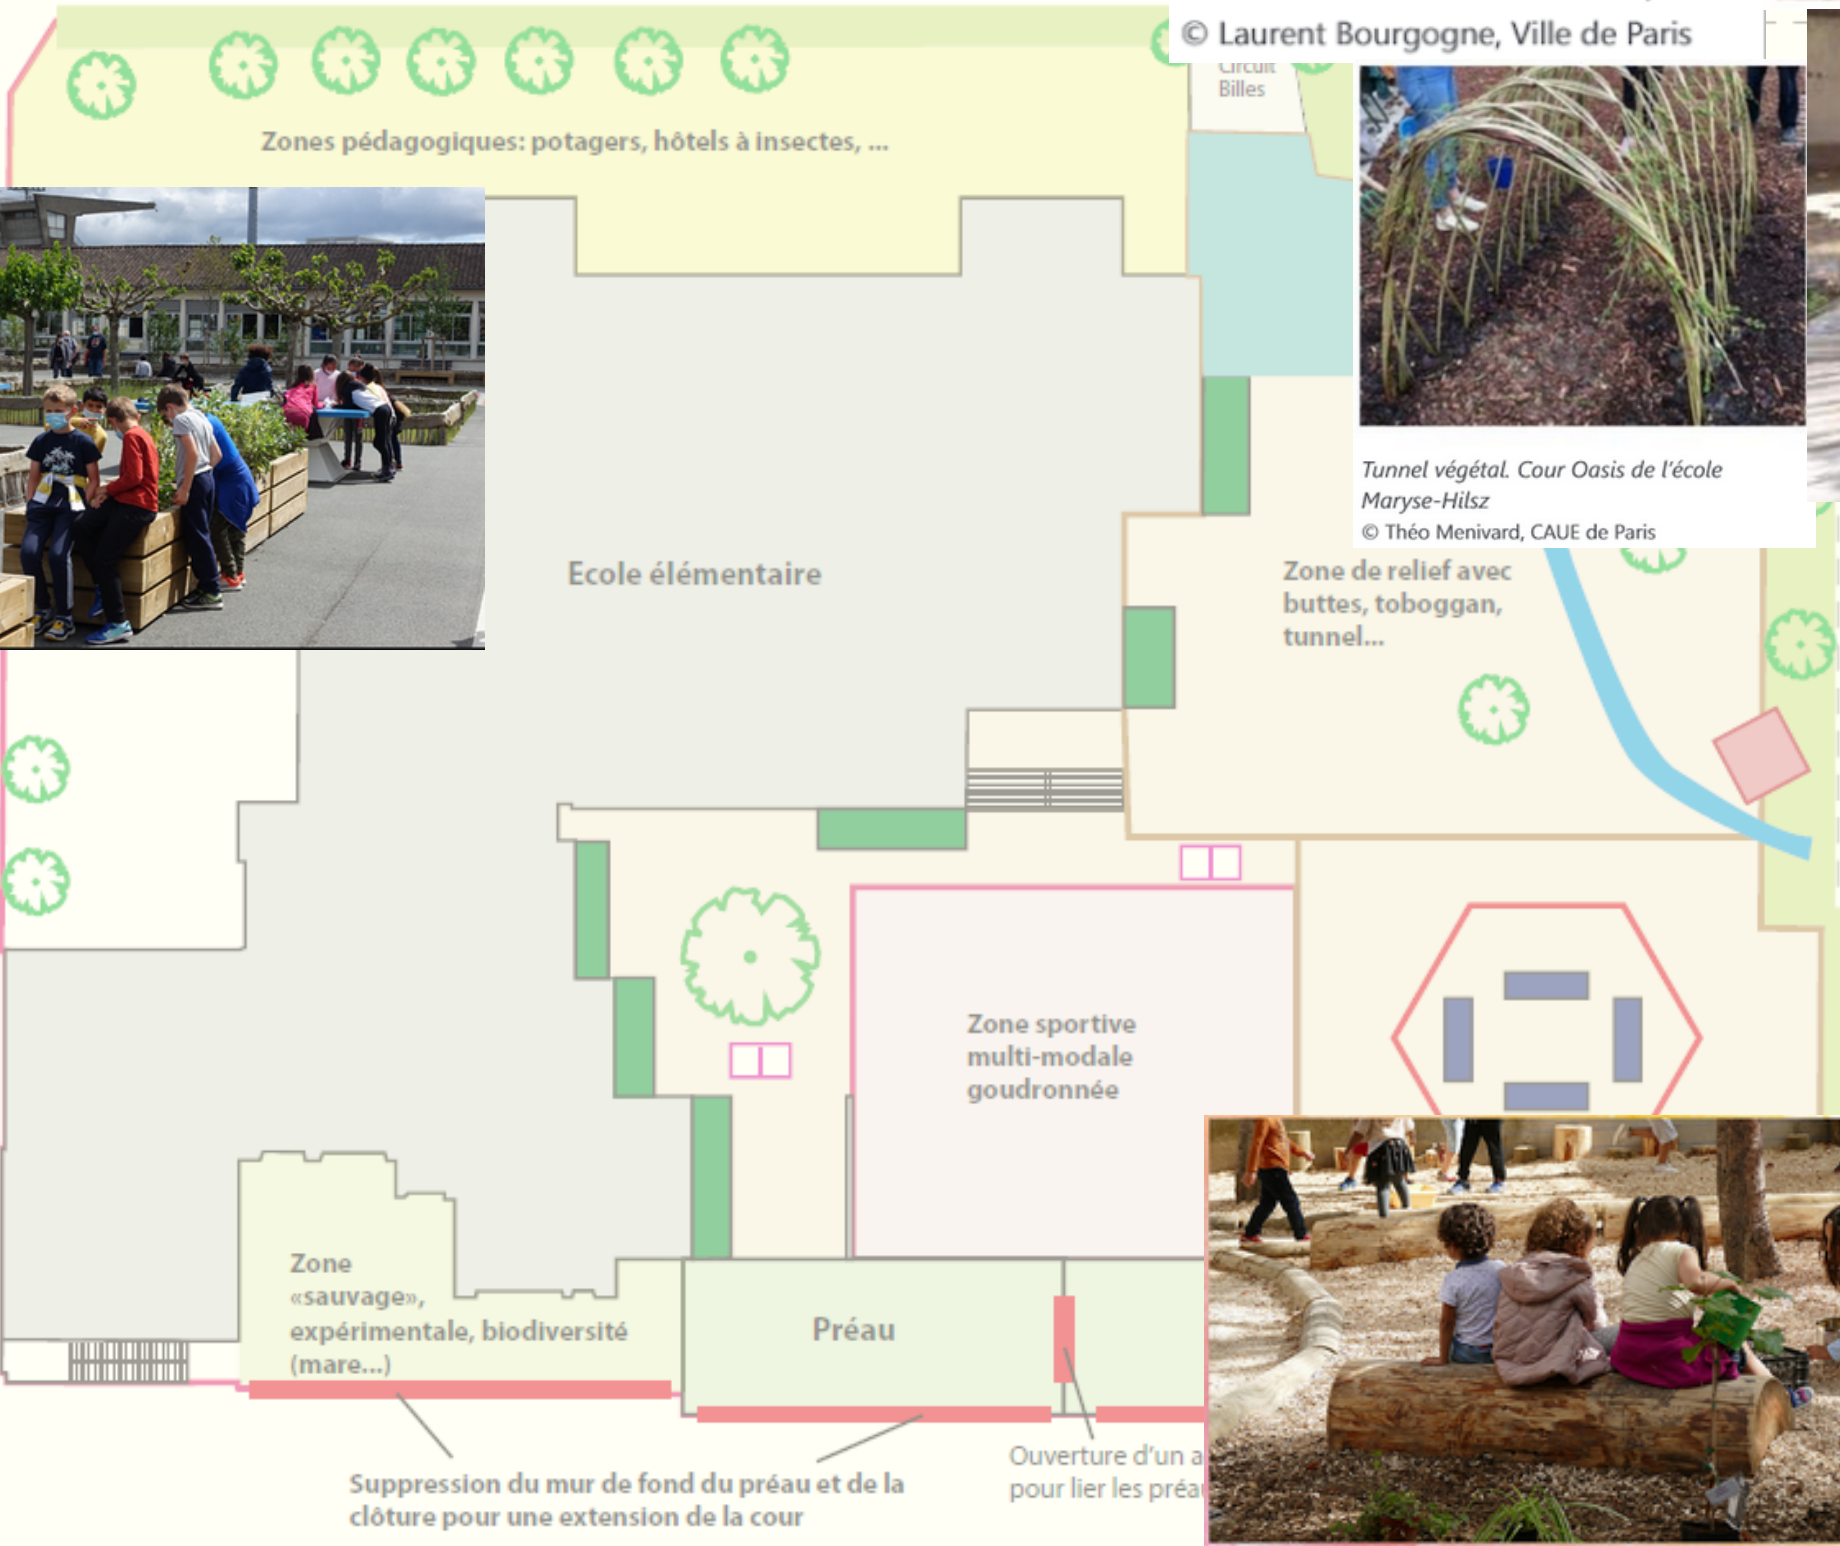 © Laurent Bourgogne, Ville de Paris
Circuit
Billes
Zones pédagogiques: potagers, hôtels à insectes, ...
Tunnel végétal. Cour Oasis de l'école
Maryse-Hilsz
© Théo Menivard, CAUE de Paris
Ecole élémentaire
Zone de relief avec
buttes, toboggan,
tunnel...
Zone sportive
multi-modale
goudronnée
Zone
«sauvage»,
expérimentale, biodiversité
(mare...)
Préau
Ouverture d'un a
pour lier les préau
Suppression du mur de fond du préau et de la
clôture pour une extension de la cour